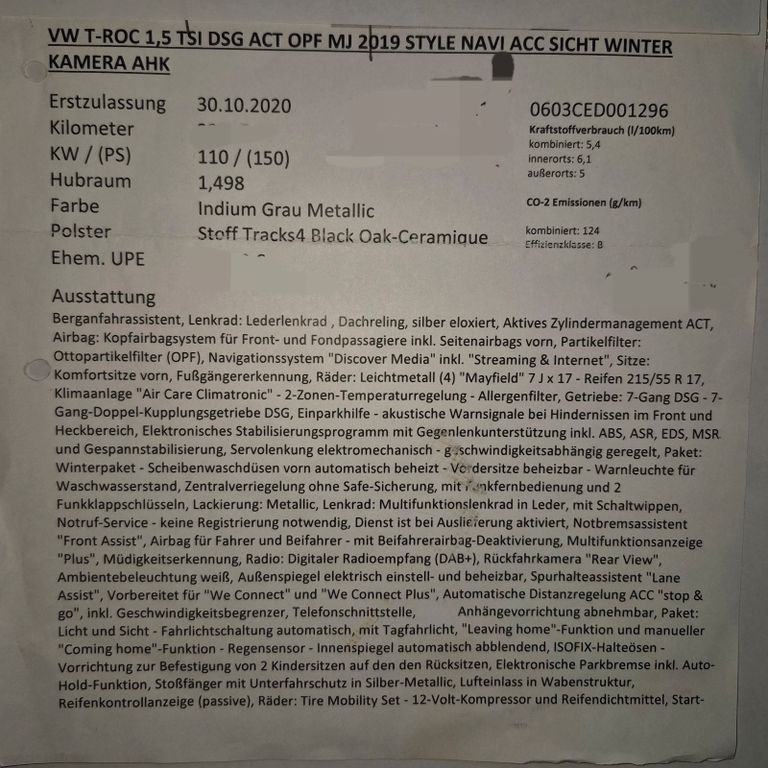 VW T-ROC 1,5 TSI DSG ACT OPF MJ 2019 STYLE NAVI ACC SICHT WINTER
KAMERA AHK
Erstzulassung 30.10.2020
0603CED001296
Kilometer
Kraftstoffverbrauch (l/100km)
kombiniert: 5,4
KW / (PS) 110 / (150)
innerorts: 6,1
außerorts: 5
Hubraum 1,498
Farbe Indium Grau Metallic
CO-2 Emissionen (g/km)
Polster Stoff Tracks4 Black Oak-Ceramique
kombiniert: 124
Effizienzklasse: B
Ehem. UPE
Ausstattung
Berganfahrassistent, Lenkrad: Lederlenkrad , Dachreling, silber eloxiert, Aktives Zylindermanagement ACT,
Airbag: Kopfairbagsystem für Front- und Fondpassagiere inkl. Seitenairbags vorn, Partikelfilter:
Ottopartikelfilter (OPF), Navigationssystem "Discover Media" inkl. "Streaming & Internet", Sitze:
Komfortsitze vorn, Fußgängererkennung, Räder: Leichtmetall (4) "Mayfield" 7 J x 17 - Reifen 215/55 R 17,
Klimaanlage "Air Care Climatronic" - 2-Zonen-Temperaturregelung - Allergenfilter, Getriebe: 7-Gang DSG - 7-
Gang-Doppel-Kupplungsgetriebe DSG, Einparkhilfe - akustische Warnsignale bei Hindernissen im Front und
Heckbereich, Elektronisches Stabilisierungsprogramm mit Gegenlenkunterstützung inkl. ABS, ASR, EDS, MSR
und Gespannstabilisierung, Servolenkung elektromechanisch - geschwindigkeitsabhängig geregelt, Paket:
Winterpaket - Scheibenwaschdüsen vorn automatisch beheizt - Vordersitze beheizbar - Warnleuchte für
Waschwasserstand, Zentralverriegelung ohne Safe-Sicherung, mit Funkfernbedienung und 2
Funkklappschlüsseln, Lackierung: Metallic, Lenkrad: Multifunktionslenkrad in Leder, mit Schaltwippen,
Notruf-Service - keine Registrierung notwendig, Dienst ist bei Auslieferung aktiviert, Notbremsassistent
"Front Assist", Airbag für Fahrer und Beifahrer - mit Beifahrerairbag-Deaktivierung, Multifunktionsanzeige
"Plus", Müdigkeitserkennung, Radio: Digitaler Radioempfang (DAB+), Rückfahrkamera "Rear View",
Ambientebeleuchtung weiß, Außenspiegel elektrisch einstell- und beheizbar, Spurhalteassistent "Lane
Assist", Vorbereitet für "We Connect" und "We Connect Plus", Automatische Distanzregelung ACC "stop &
go", inkl. Geschwindigkeitsbegrenzer, Telefonschnittstelle, Anhängevorrichtung abnehmbar, Paket:
Licht und Sicht - Fahrlichtschaltung automatisch, mit Tagfahrlicht, "Leaving home"-Funktion und manueller
"Coming home"-Funktion - Regensensor - Innenspiegel automatisch abblendend, ISOFIX-Halteösen -
Vorrichtung zur Befestigung von 2 Kindersitzen auf den den Rücksitzen, Elektronische Parkbremse inkl. Auto-
Hold-Funktion, Stoßfänger mit Unterfahrschutz in Silber-Metallic, Lufteinlass in Wabenstruktur,
Reifenkontrollanzeige (passive), Räder: Tire Mobility Set - 12-Volt-Kompressor und Reifendichtmittel, Start-